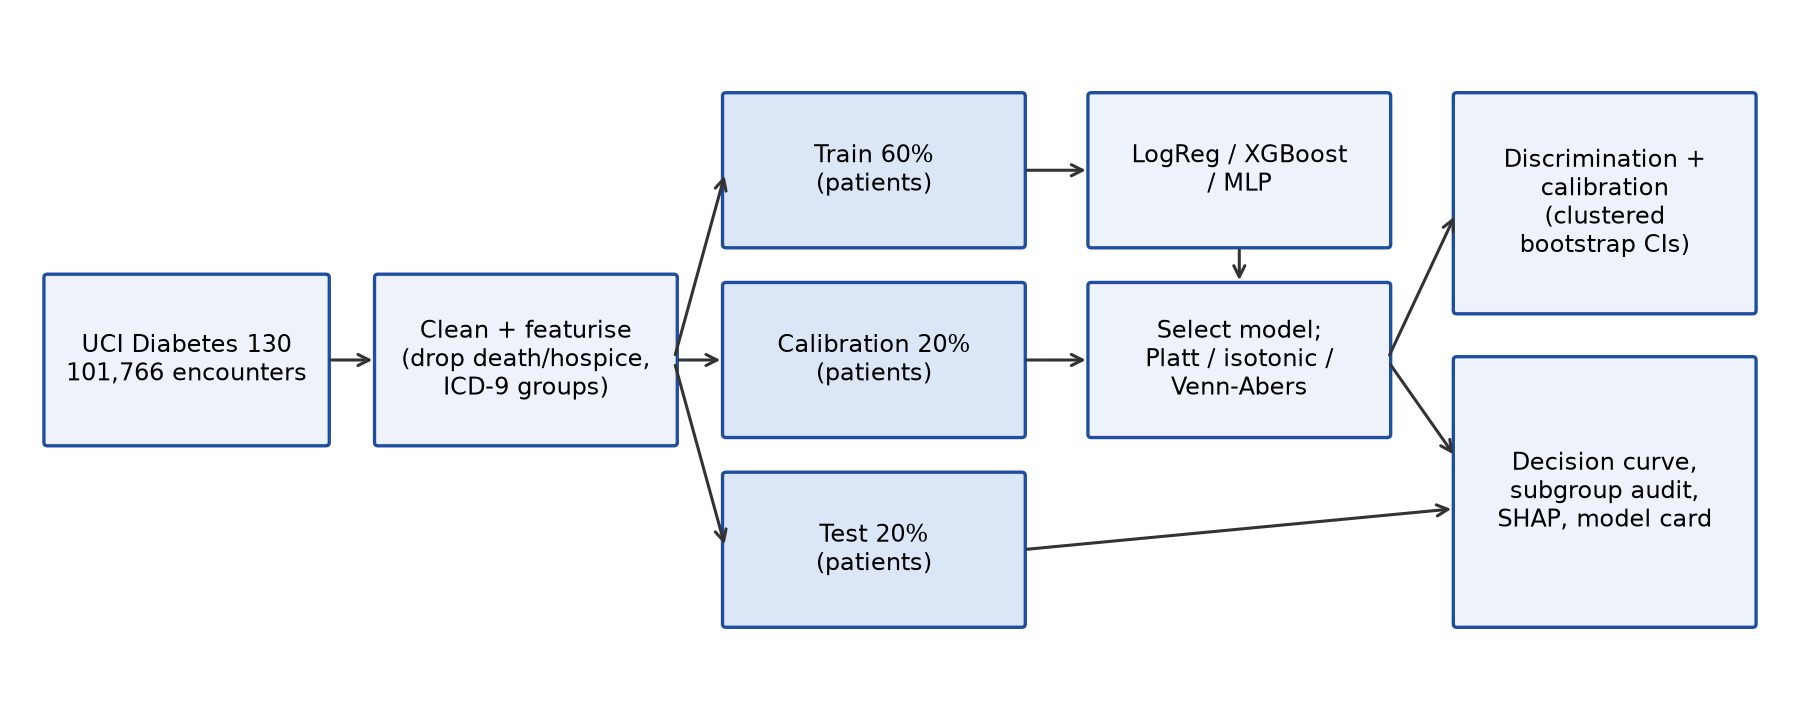 UCI Diabetes 130
101,766 encounters
Clean + featurise
(drop death/hospice,
ICD-9 groups)
Train 60%
(patients)
Calibration 20%
(patients)
Test 20%
(patients)
LogReg / XGBoost
/ MLP
Select model;
Platt / isotonic /
Venn-Abers
Discrimination +
calibration
(clustered
bootstrap CIs)
Decision curve,
subgroup audit,
SHAP, model card